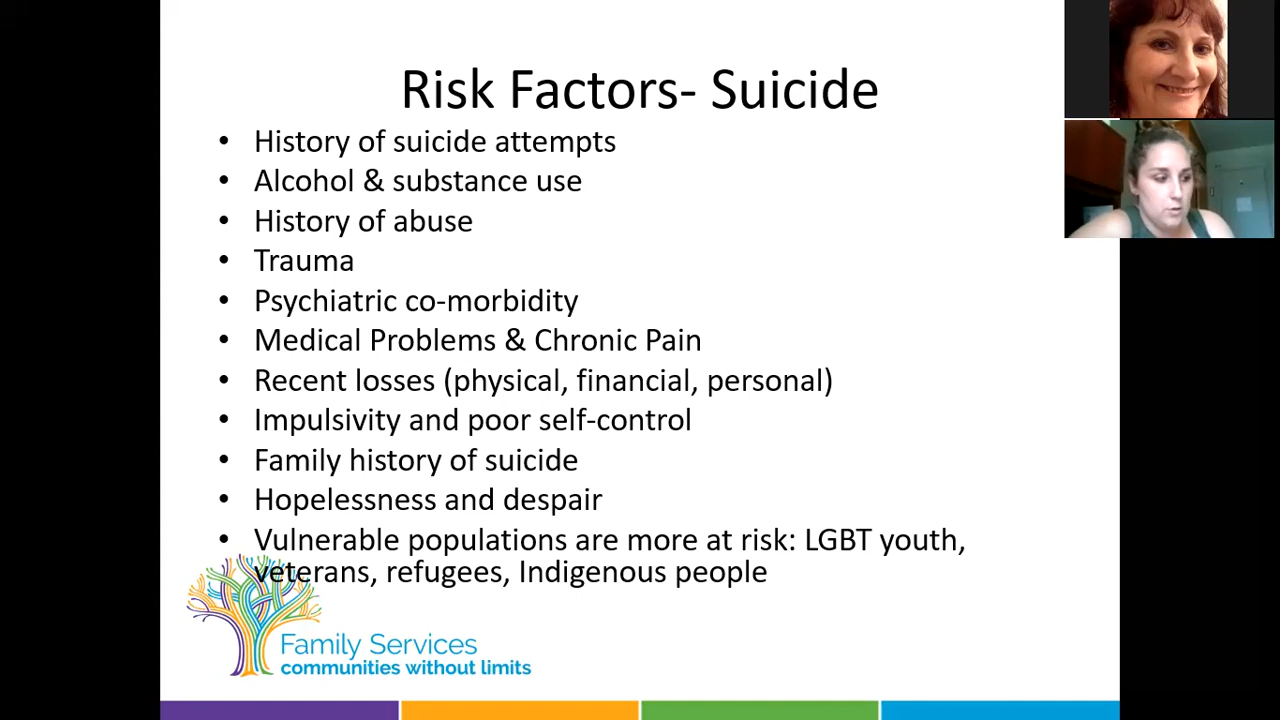 Risk Factors- Suicide
• History of suicide attempts
• Alcohol & substance use
• History of abuse
• Trauma
• Psychiatric co-morbidity
• Medical Problems & Chronic Pain
• Recent losses (physical, financial, personal)
• Impulsivity and poor self-control
• Family history of suicide
• Hopelessness and despair
• Vulnerable populations are more at risk: LGBT youth,
veterans, refugees, Indigenous people
Family Services
communities without limits